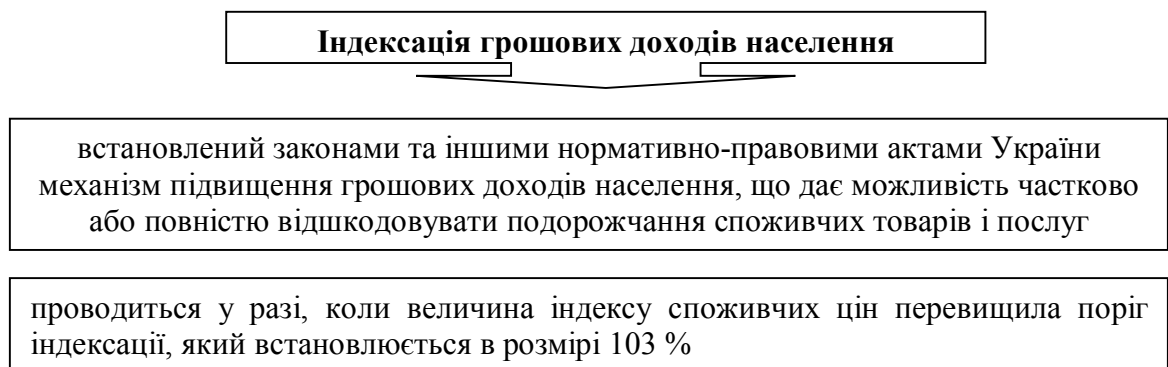 Індексація грошових доходів населення
встановлений законами та іншими нормативно-правовими актами України
механізм підвищення грошових доходів населення, що дає можливість частково
або повністю відшкодовувати подорожчання споживчих товарів і послуг
проводиться у разі, коли величина індексу споживчих цін перевищила поріг
індексації, який встановлюється в розмірі 103 %